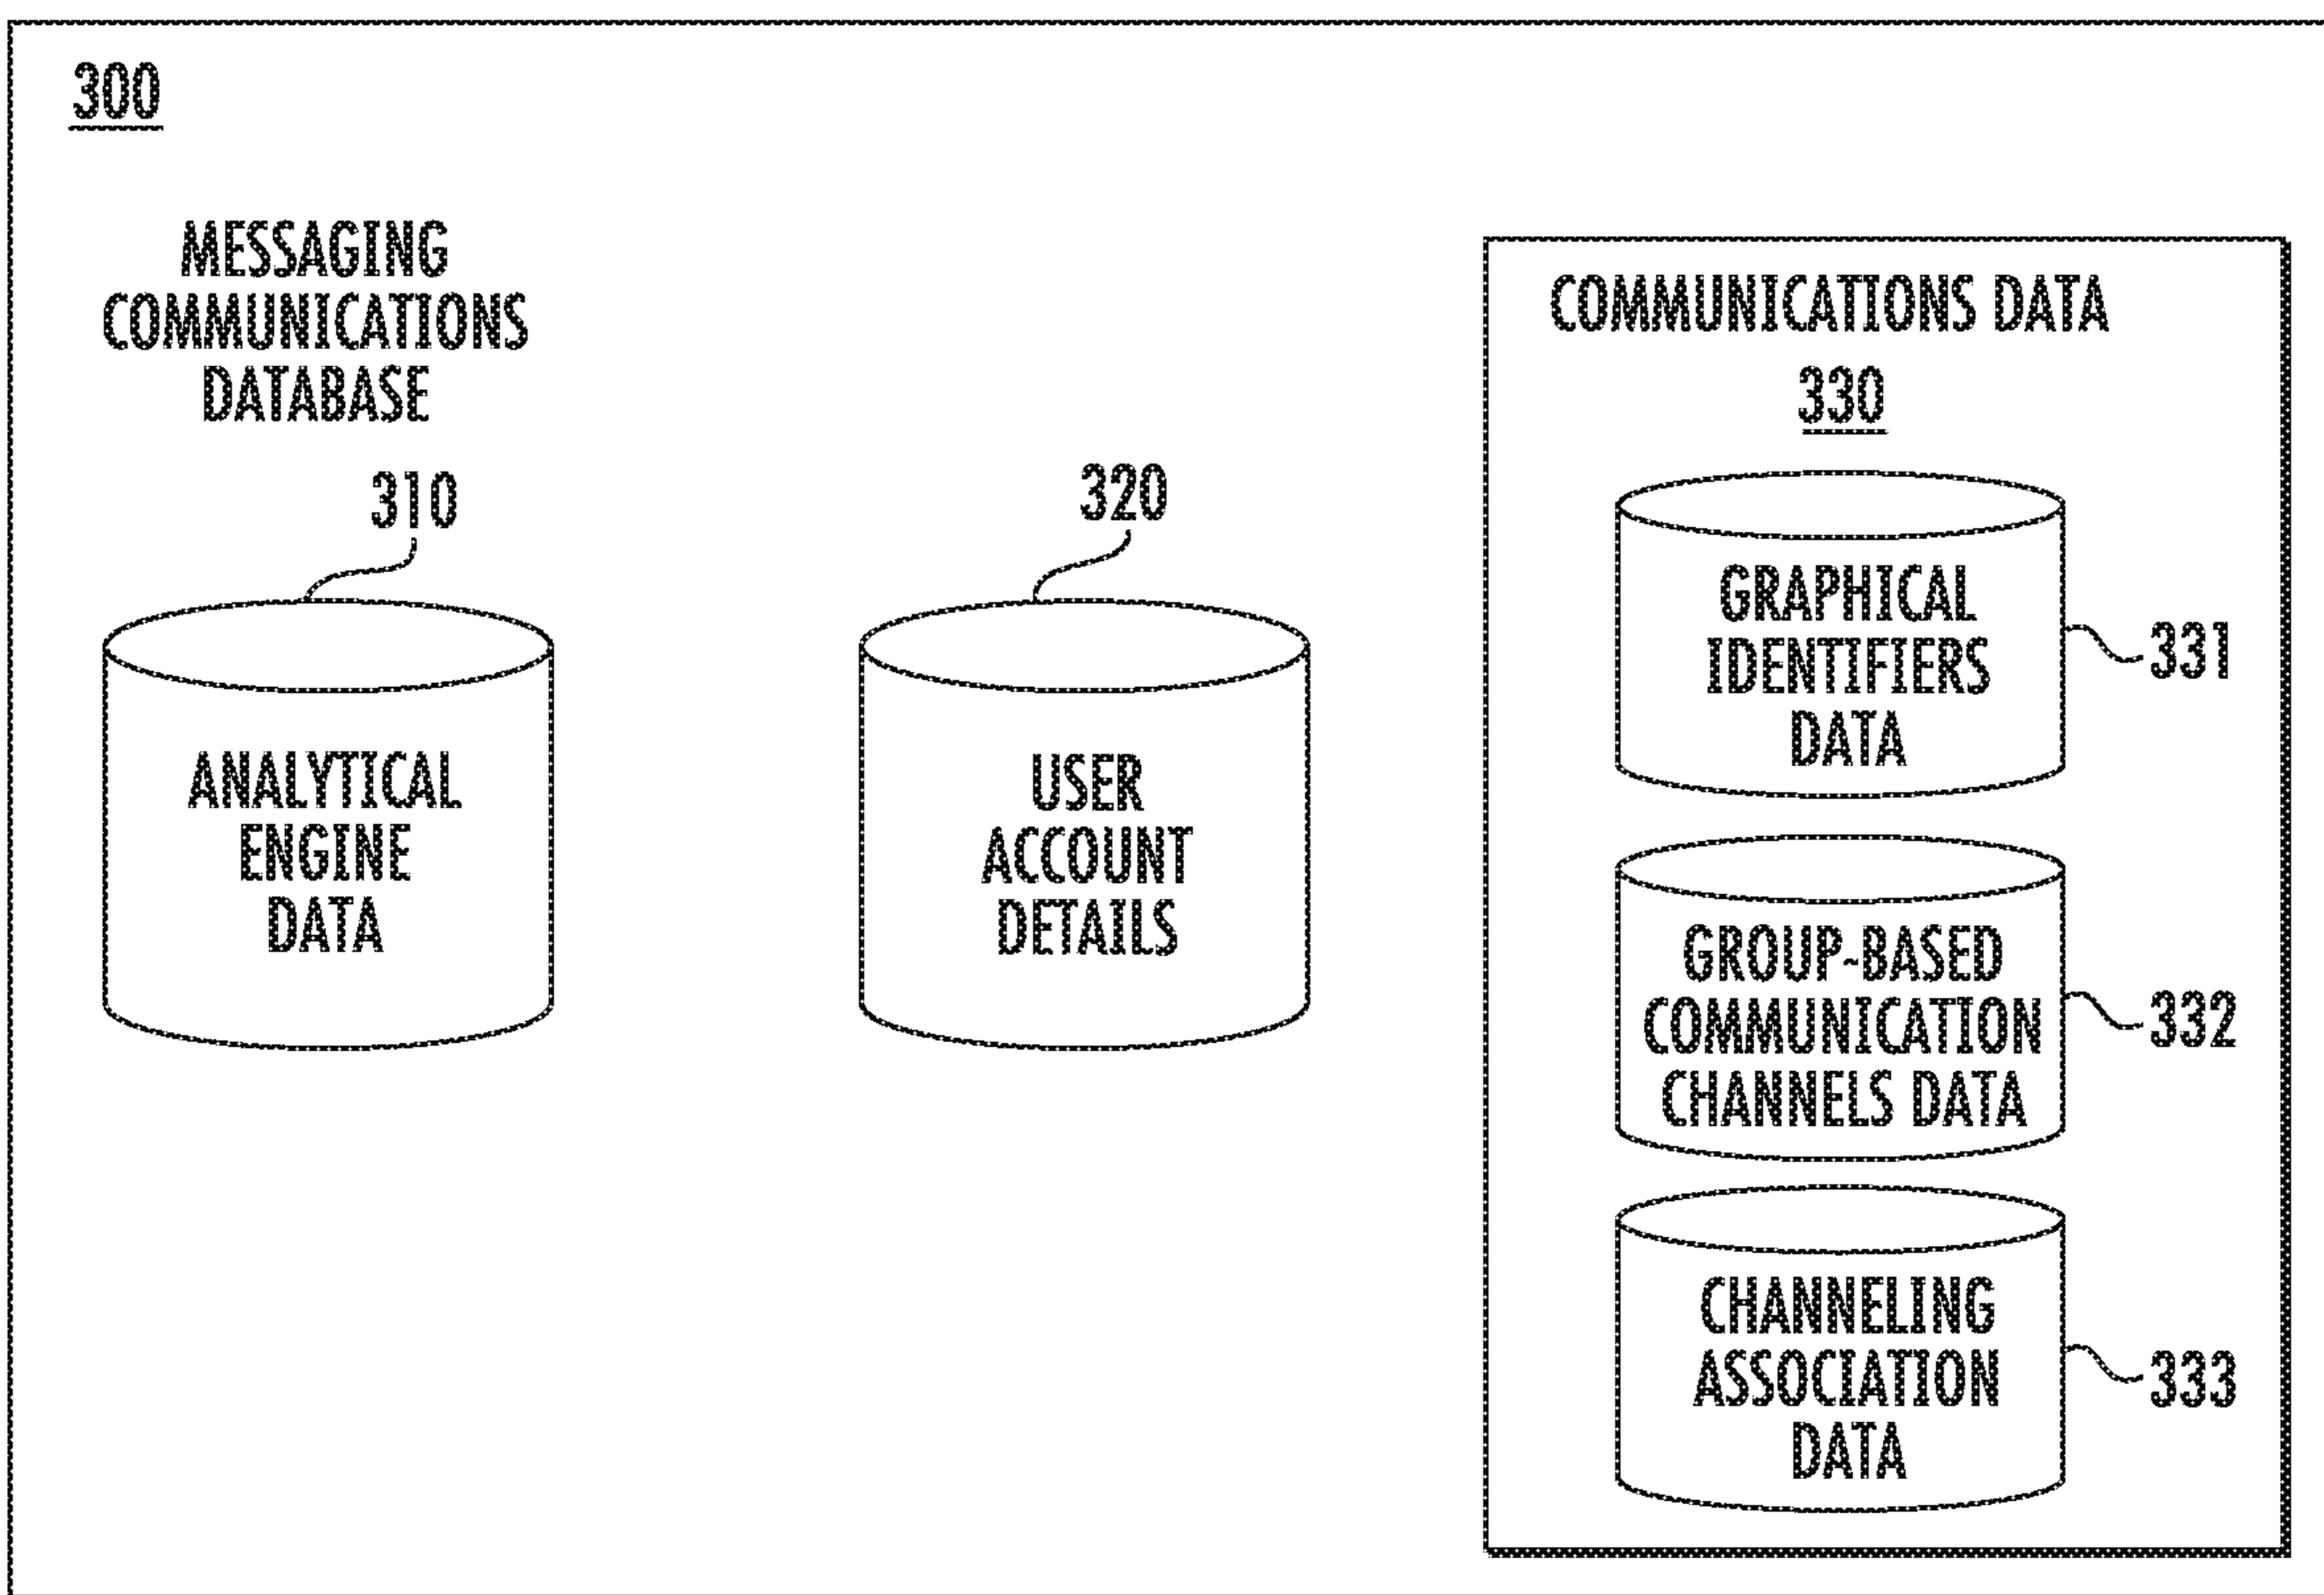 300
MESSAGING
COMMUNICATIONS
DATABASE
310
ANALYTICAL
ENGINE
DATA
320
USER
ACCOUNT
DETAILS
COMMUNICATIONS DATA
330
GRAPHICAL
IDENTIFIERS
DATA
331
GROUP-BASED
COMMUNICATION
CHANNELS DATA
332
CHANNELING
ASSOCIATION
DATA
333